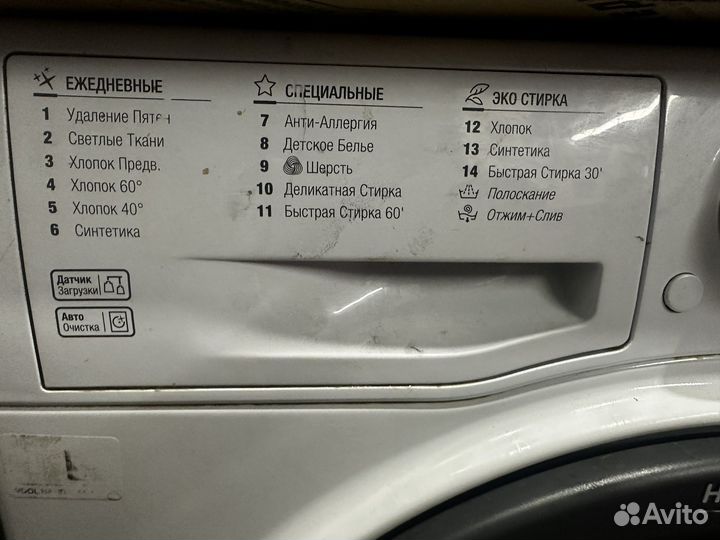 ЕЖЕДНЕВНЫЕ
1 Удаление Пятен
2 Светлые Ткани
3 Хлопок Предв.
4 Хлопок 60°
5 Хлопок 40°
6 Синтетика
СПЕЦИАЛЬНЫЕ
7 Анти-Аллергия
8 Детское Белье
9 Шерсть
10 Деликатная Стирка
11 Быстрая Стирка 60'
ЭКО СТИРКА
12 Хлопок
13 Синтетика
14 Быстрая Стирка 30'
Полоскание
Отжим+Слив
Датчик
Загрузки
Авто
Очистка
H
Avito